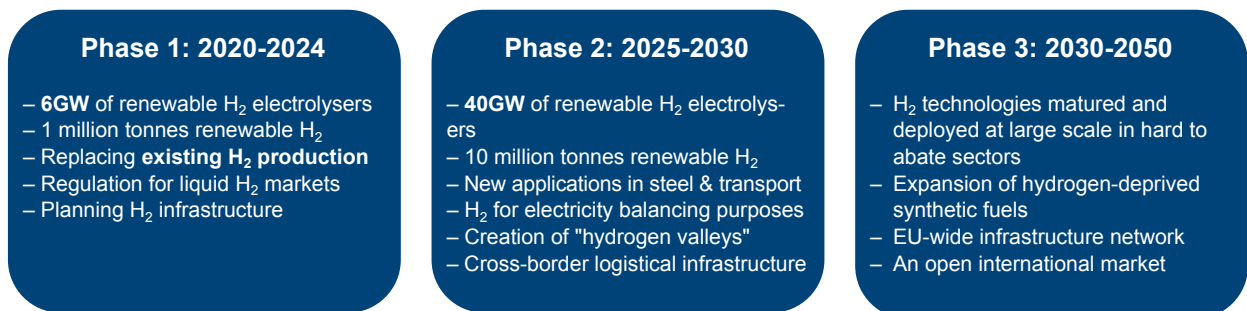 Phase 1: 2020-2024
– 6GW of renewable H₂ electrolysers
– 1 million tonnes renewable H₂
– Replacing existing H₂ production
– Regulation for liquid H₂ markets
– Planning H₂ infrastructure
Phase 2: 2025-2030
– 40GW of renewable H₂ electrolys-
ers
– 10 million tonnes renewable H₂
– New applications in steel & transport
– H₂ for electricity balancing purposes
– Creation of "hydrogen valleys"
– Cross-border logistical infrastructure
Phase 3: 2030-2050
– H₂ technologies matured and
deployed at large scale in hard to
abate sectors
– Expansion of hydrogen-deprived
synthetic fuels
– EU-wide infrastructure network
– An open international market